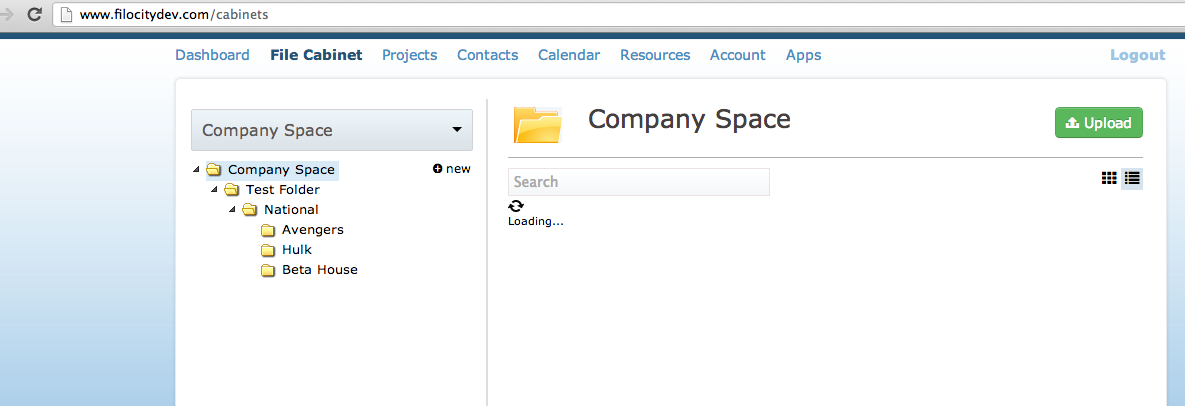 www.filocitydev.com/cabinets
Dashboard File Cabinet Projects Contacts Calendar Resources Account Apps Logout
Company Space
Company Space new
Test Folder
National
Avengers
Hulk
Beta House
Company Space
Upload
Search
Loading...